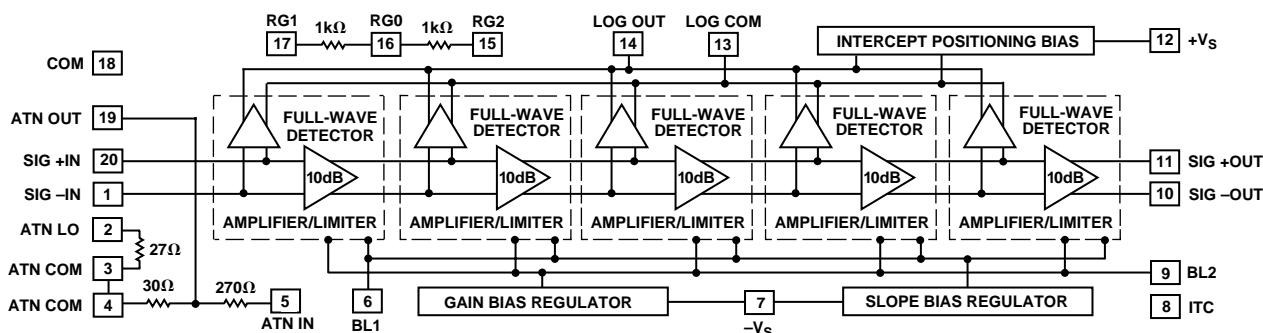 RG1 1kΩ RG0 1kΩ RG2 LOG OUT LOG COM
17 16 15 14 13 INTERCEPT POSITIONING BIAS 12 +VS
COM 18
ATN OUT 19
FULL-WAVE DETECTOR
FULL-WAVE DETECTOR
FULL-WAVE DETECTOR
FULL-WAVE DETECTOR
FULL-WAVE DETECTOR
SIG +IN 20
11 SIG +OUT
10dB 10dB 10dB 10dB 10dB
SIG –IN 1
10 SIG –OUT
AMPLIFIER/LIMITER AMPLIFIER/LIMITER AMPLIFIER/LIMITER AMPLIFIER/LIMITER AMPLIFIER/LIMITER
ATN LO 2
27Ω
ATN COM 3
9 BL2
ATN COM 4 30Ω 270Ω 5 6 GAIN BIAS REGULATOR 7 SLOPE BIAS REGULATOR 8 ITC
ATN IN BL1 –VS